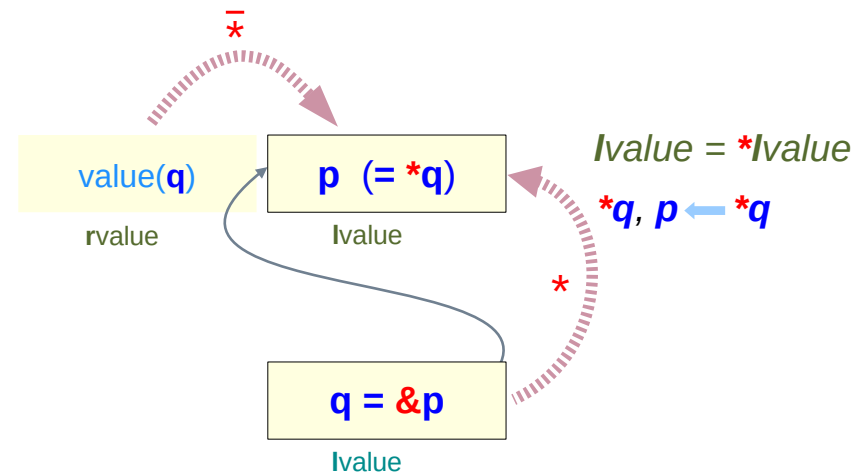 *̅
value(q)
p (= *q)
lvalue = *lvalue
*q, p *q
rvalue
lvalue
*
q = &p
lvalue